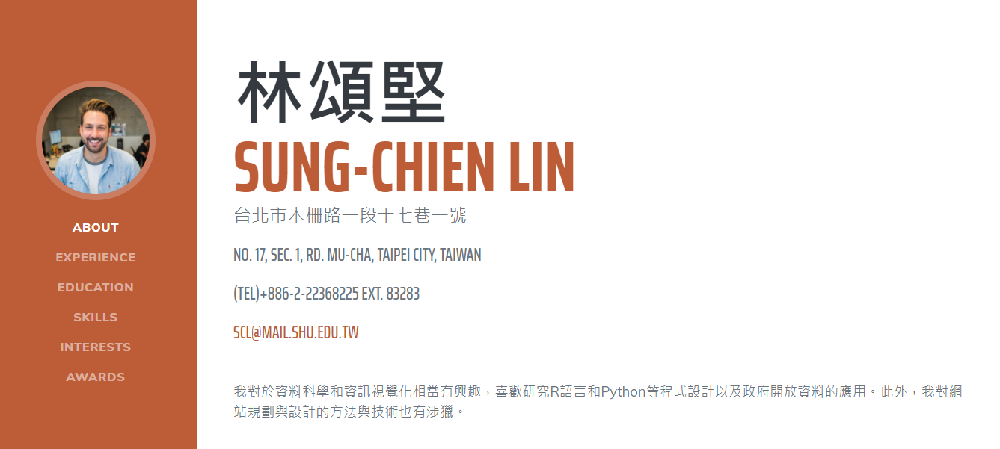 ABOUT
EXPERIENCE
EDUCATION
SKILLS
INTERESTS
AWARDS
林頌堅
SUNG-CHIEN LIN
台北市木柵路一段十七巷一號
NO. 17, SEC. 1, RD. MU-CHA, TAIPEI CITY, TAIWAN
(TEL)+886-2-22368225 EXT. 83283
SCL@MAIL.SHU.EDU.TW
我對於資料科學和資訊視覺化相當有興趣，喜歡研究R語言和Python等程式設計以及政府開放資料的應用。此外，我對網
站規劃與設計的方法與技術也有涉獵。